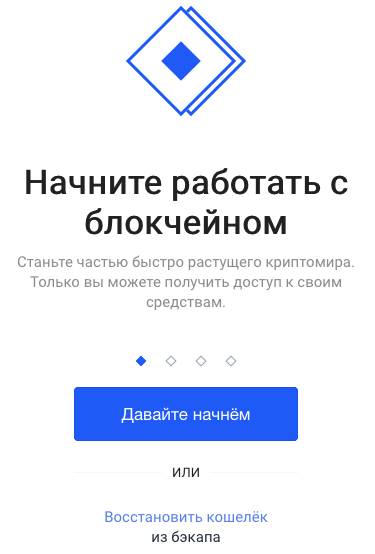 Начните работать с
блокчейном
Станьте частью быстро растущего криптомира.
Только вы можете получить доступ к своим
средствам.
Давайте начнём
ИЛИ
Восстановить кошелёк
из бэкапа